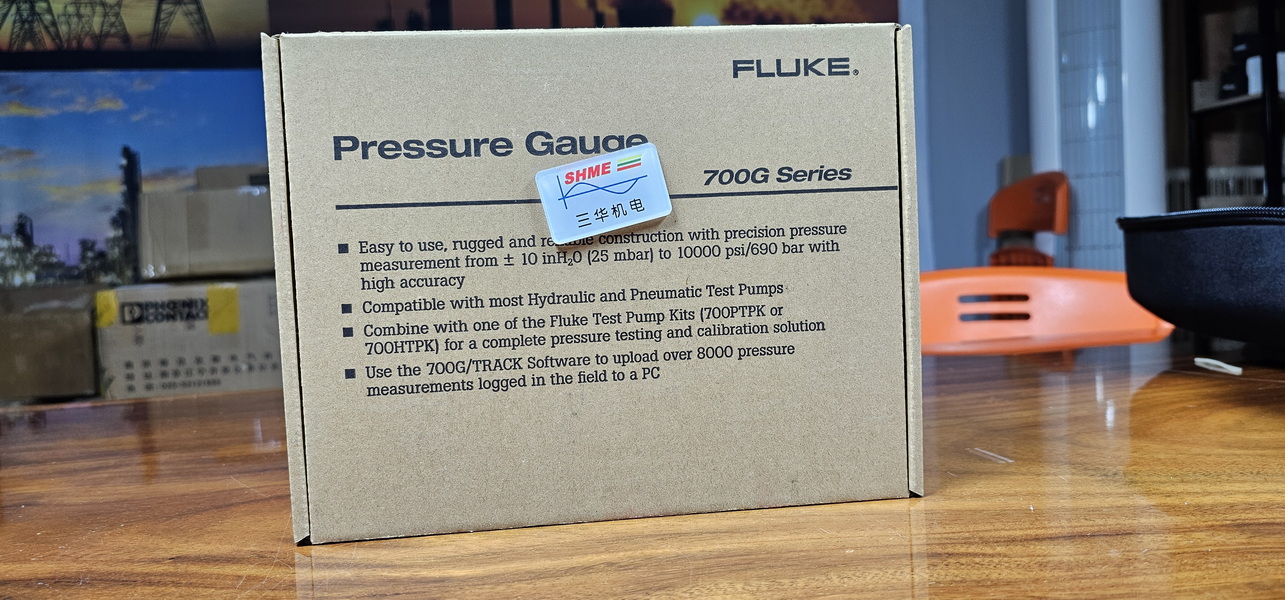 FLUKE®
Pressure Gauge
SHME
三华机电
700G Series
■ Easy to use, rugged and construction with precision pressure
measurement from ± 10 inH₂O (25 mbar) to 10000 psi/690 bar with
high accuracy
■ Compatible with most Hydraulic and Pneumatic Test Pumps
■ Combine with one of the Fluke Test Pump Kits (700PTPK or
700HTPK) for a complete pressure testing and calibration solution
■ Use the 700G/TRACK Software to upload over 8000 pressure
measurements logged in the field to a PC
PHOENIX
CONTACT